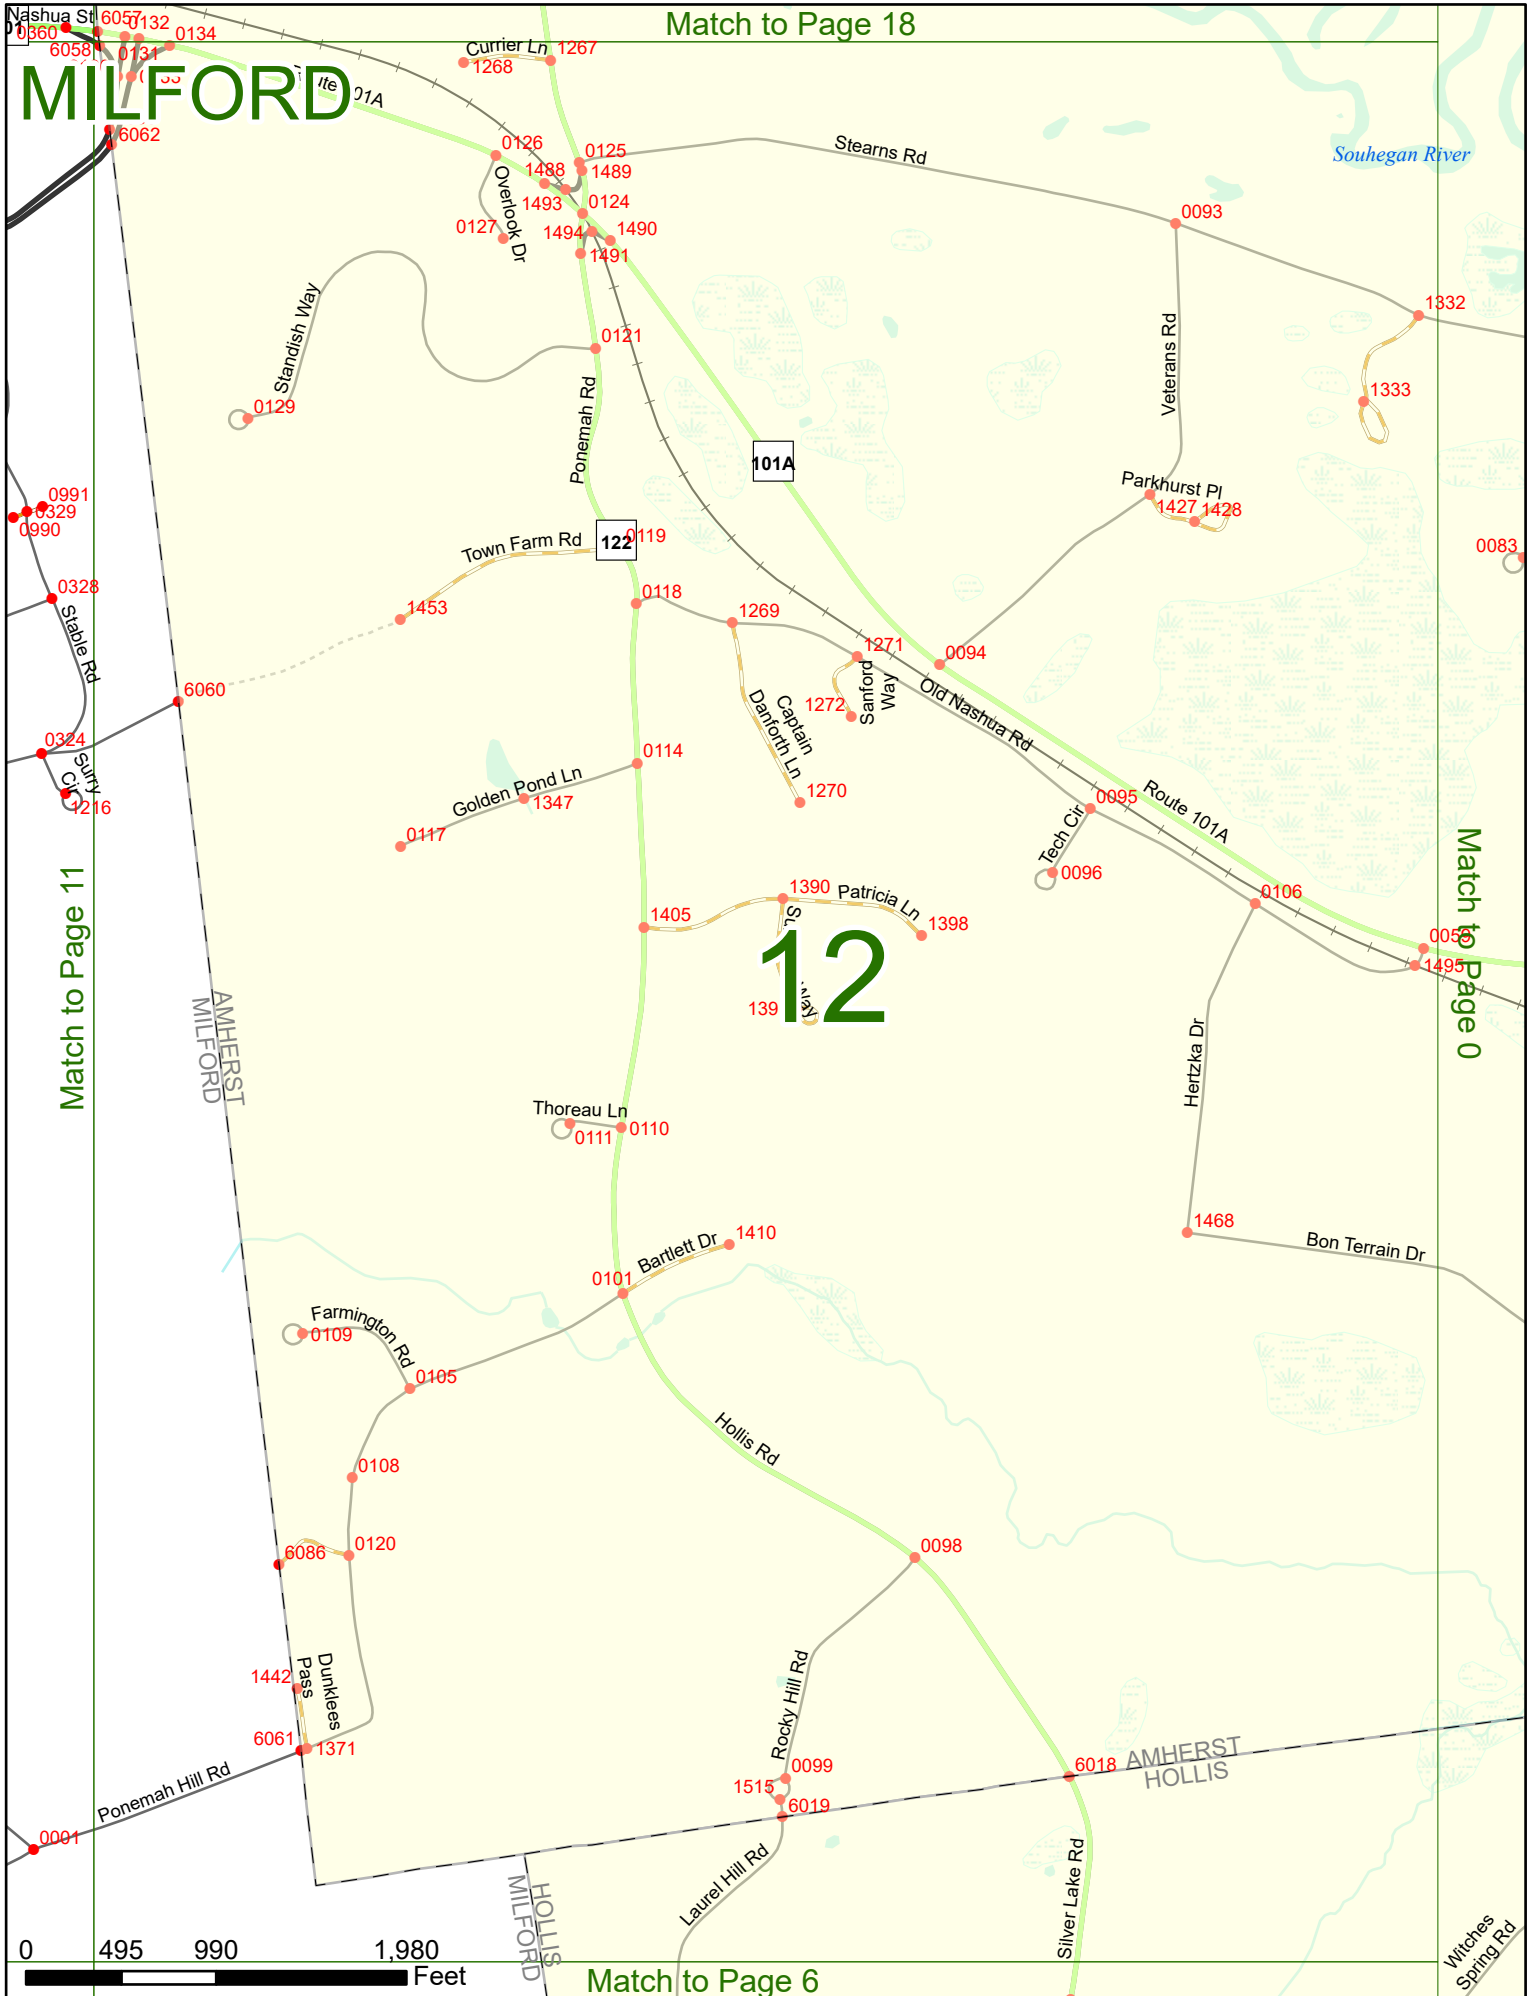 Match to Page 18
Nashua St
6057
0132
0134
01
0360
6058
0131
MILFORD
6062
Currier Ln
1267
1268
0126
0125
1488
1489
1493
0124
Overlook Dr
0127
1494
1490
1491
Stearns Rd
Souhegan River
0093
1332
1333
Standish Way
0129
0121
Ponemah Rd
Veterans Rd
101A
0991
0329
0990
Parkhurst Pl
1427
1428
122
0119
Town Farm Rd
0083
0328
1453
0118
1269
Stable Rd
1271
0094
6060
Sanford
Way
1272
Old Nashua Rd
Captain
Danforth Ln
0324
Surry
Cir
1216
0114
Golden Pond Ln
1347
1270
0117
0095
Route 101A
Tech Cir
0096
Match to Page 11
Match to Page 0
1390
Patricia Ln
1405
1398
0106
0059
1495
12
Way
AMHERST
MILFORD
Hertzka Dr
Thoreau Ln
0111
0110
1468
Bon Terrain Dr
1410
Bartlett Dr
0101
Farmington Rd
0109
0105
Hollis Rd
0108
0120
6086
0098
1442
Dunklees
Pass
6061
1371
Rocky Hill Rd
Ponemah Hill Rd
0099
1515
6019
6018
AMHERST
HOLLIS
0001
Laurel Hill Rd
Silver Lake Rd
HOLLIS
MILFORD
Witches
Spring Rd
0
495
990
1,980
Feet
Match to Page 6